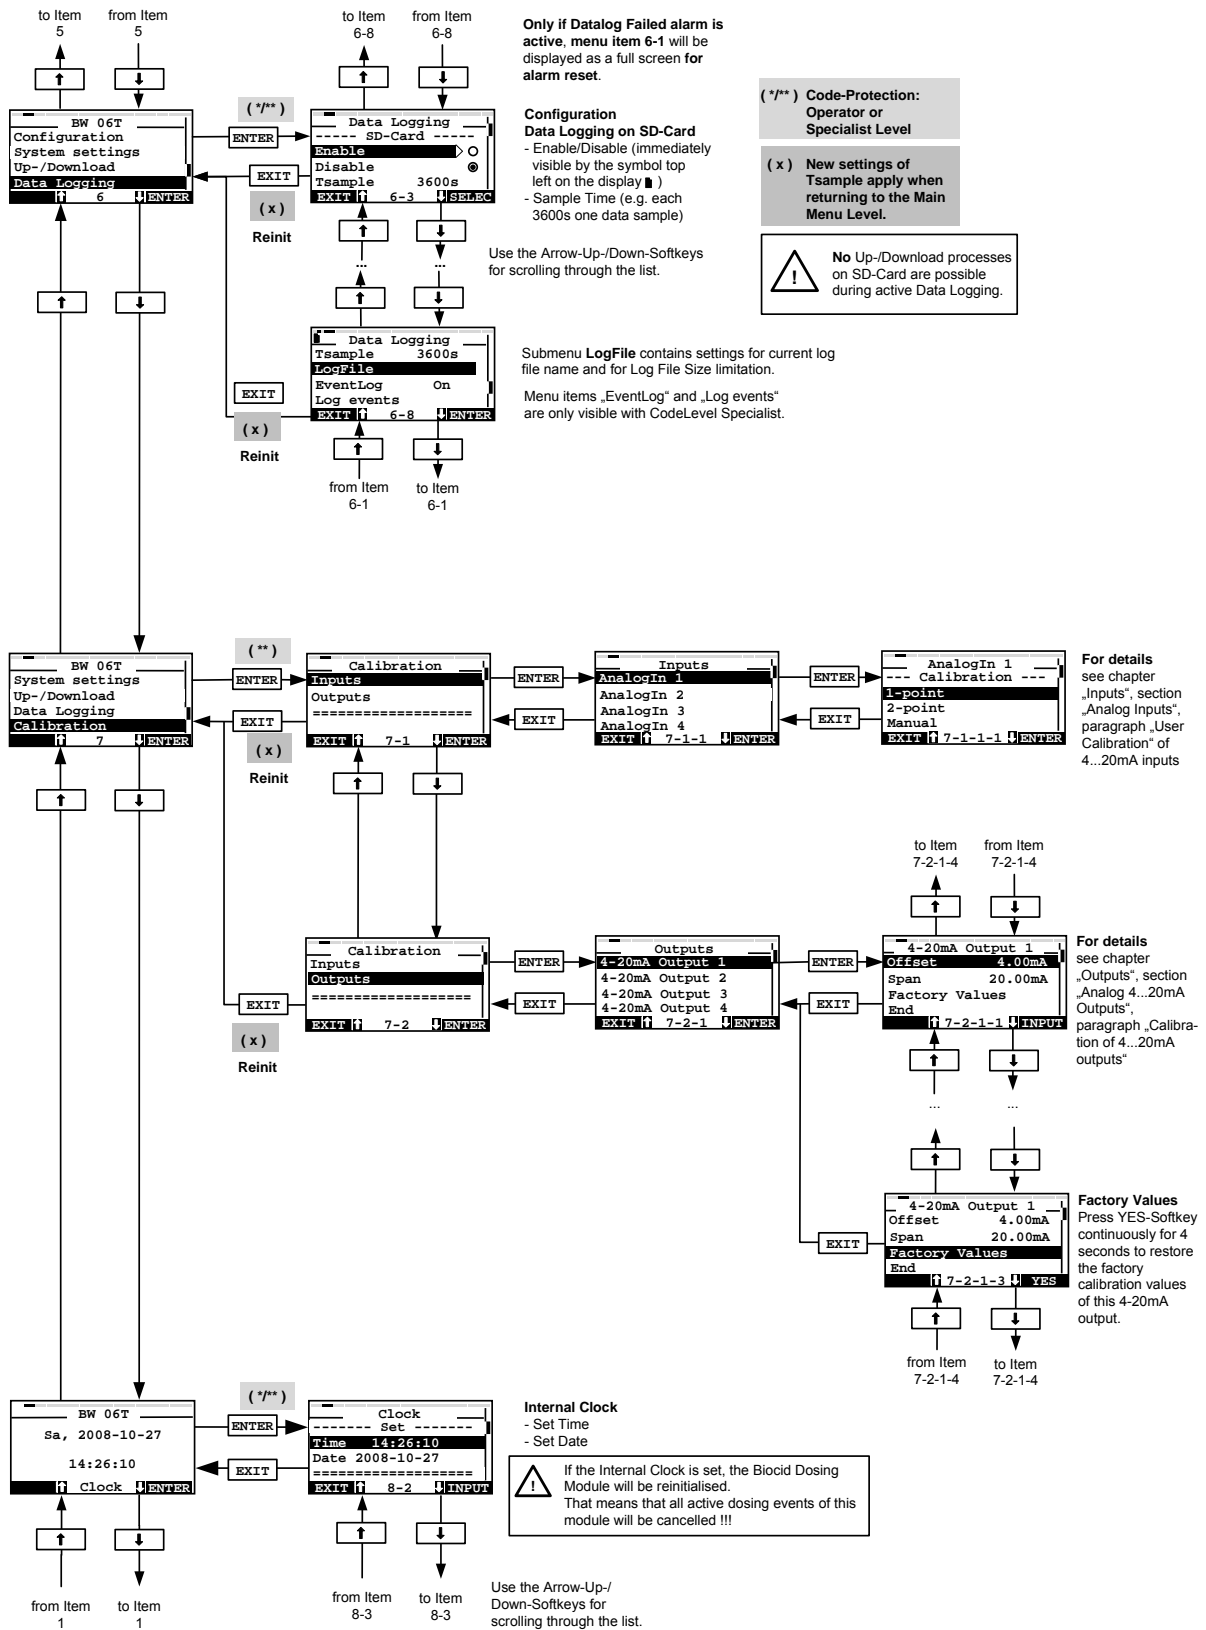 to Item
5
from Item
5
to Item
6-8
from Item
6-8
Only if Datalog Failed alarm is
active, menu item 6-1 will be
displayed as a full screen for
alarm reset.
( */** ) Code-Protection:
Operator or
Specialist Level
( x ) New settings of
Tsample apply when
returning to the Main
Menu Level.
No Up-/Download processes
on SD-Card are possible
during active Data Logging.
!
BW 06T
Configuration
System settings
Up-/Download
Data Logging
6 ENTER
( */** )
ENTER
EXIT
( x )
Reinit
Data Logging
----- SD-Card -----
Enable
Disable
Tsample 3600s
EXIT 6-3 SELEC
Configuration
Data Logging on SD-Card
- Enable/Disable (immediately
visible by the symbol top
left on the display )
- Sample Time (e.g. each
3600s one data sample)
Use the Arrow-Up-/Down-Softkeys
for scrolling through the list.
...
...
Data Logging
Tsample 3600s
LogFile
EventLog On
Log events
EXIT 6-8 ENTER
EXIT
( x )
Reinit
Submenu LogFile contains settings for current log
file name and for Log File Size limitation.
Menu items „EventLog“ and „Log events“
are only visible with CodeLevel Specialist.
from Item
6-1
to Item
6-1
BW 06T
System settings
Up-/Download
Data Logging
Calibration
7 ENTER
( ** )
ENTER
EXIT
( x )
Reinit
Calibration
Inputs
Outputs
===================
EXIT 7-1 ENTER
ENTER
EXIT
Inputs
AnalogIn 1
AnalogIn 2
AnalogIn 3
AnalogIn 4
EXIT 7-1-1 ENTER
ENTER
EXIT
AnalogIn 1
--- Calibration ---
1-point
2-point
Manual
EXIT 7-1-1-1 ENTER
For details
see chapter
„Inputs“, section
„Analog Inputs“,
paragraph „User
Calibration“ of
4...20mA inputs
to Item
7-2-1-4
from Item
7-2-1-4
Calibration
Inputs
Outputs
===================
EXIT 7-2 ENTER
EXIT
( x )
Reinit
ENTER
EXIT
Outputs
4-20mA Output 1
4-20mA Output 2
4-20mA Output 3
4-20mA Output 4
EXIT 7-2-1 ENTER
ENTER
EXIT
4-20mA Output 1
Offset 4.00mA
Span 20.00mA
Factory Values
End
7-2-1-1 INPUT
For details
see chapter
„Outputs“, section
„Analog 4...20mA
Outputs“,
paragraph „Calibra-
tion of 4...20mA
outputs“
...
...
EXIT
4-20mA Output 1
Offset 4.00mA
Span 20.00mA
Factory Values
End
7-2-1-3 YES
Factory Values
Press YES-Softkey
continuously for 4
seconds to restore
the factory
calibration values
of this 4-20mA
output.
from Item
7-2-1-4
to Item
7-2-1-4
BW 06T
Sa, 2008-10-27
14:26:10
Clock ENTER
( */** )
ENTER
EXIT
Clock
------- Set -------
Time 14:26:10
Date 2008-10-27
===================
EXIT 8-2 INPUT
Internal Clock
- Set Time
- Set Date
!
If the Internal Clock is set, the Biocid Dosing
Module will be reinitialised.
That means that all active dosing events of this
module will be cancelled !!!
from Item
1
to Item
1
from Item
8-3
to Item
8-3
Use the Arrow-Up-/
Down-Softkeys for
scrolling through the list.